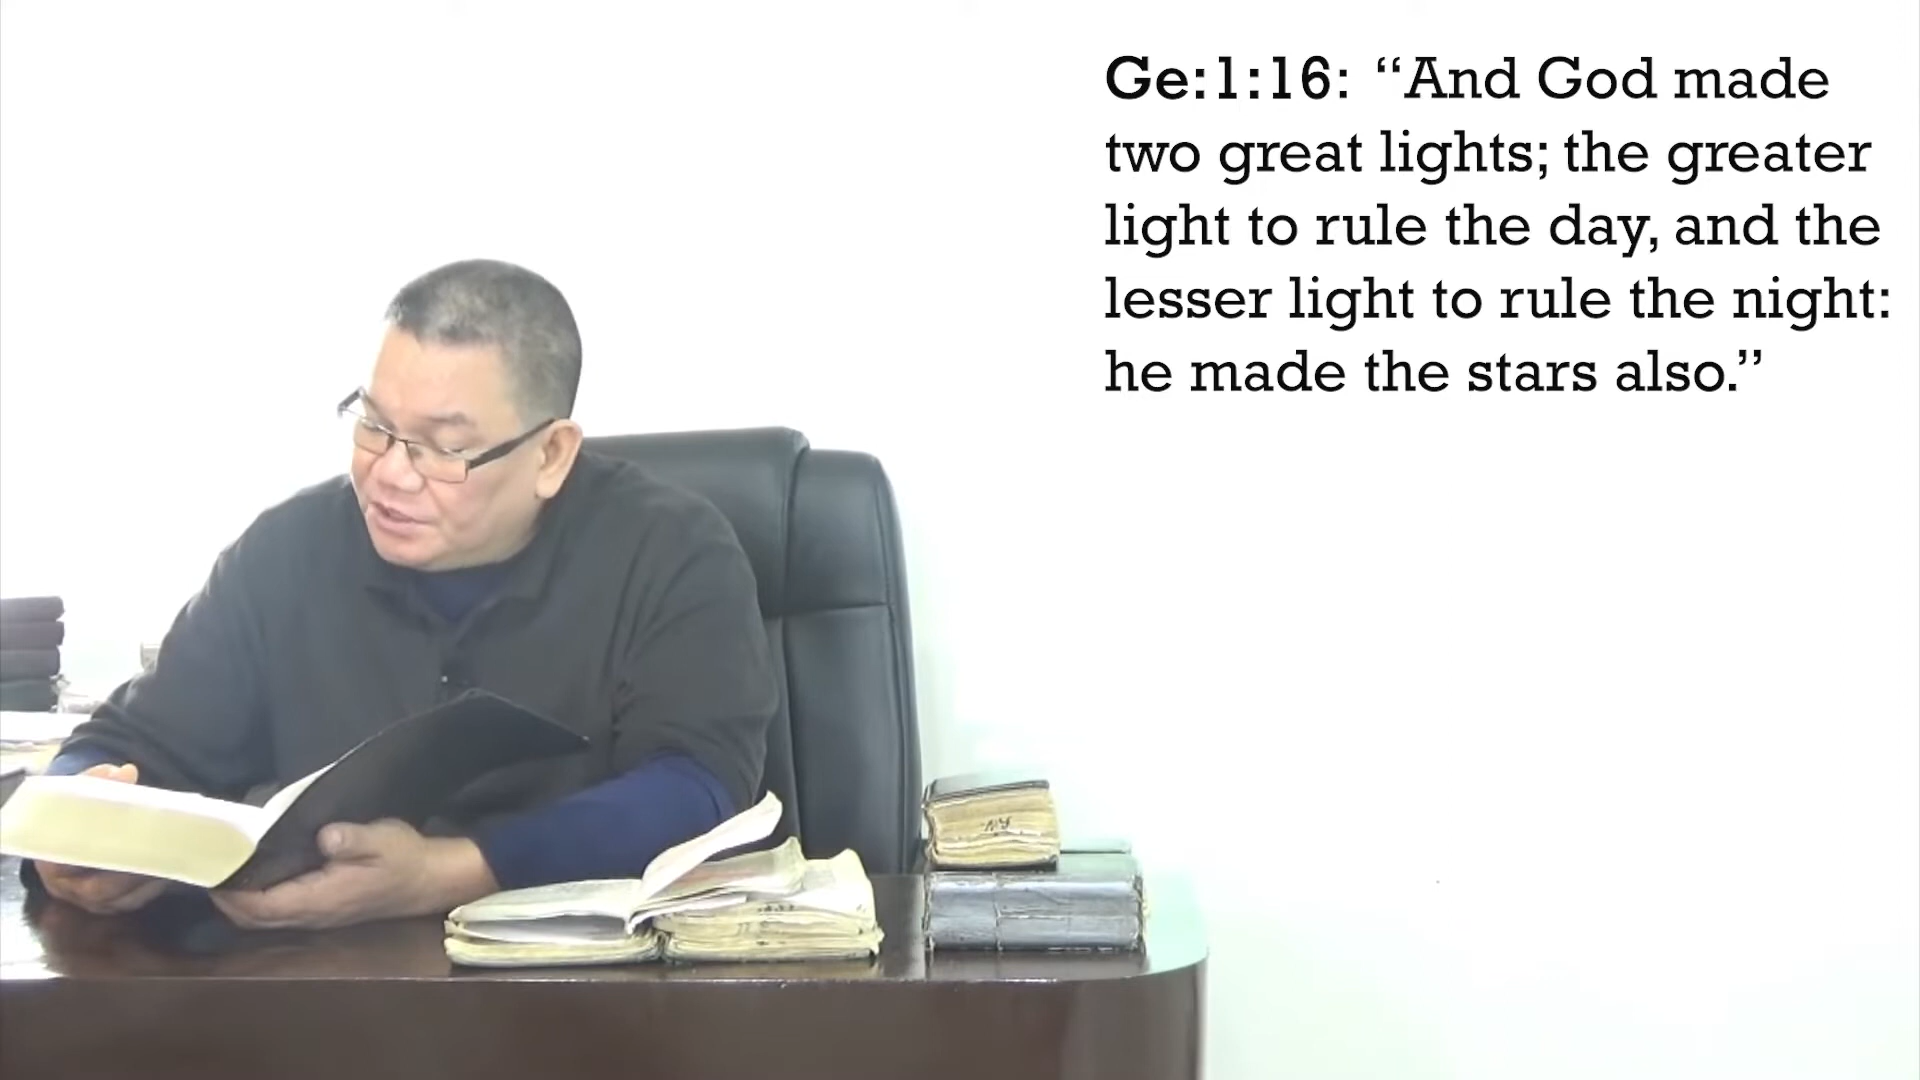 Ge:1:16: “And God made
two great lights; the greater
light to rule the day, and the
lesser light to rule the night:
he made the stars also.”